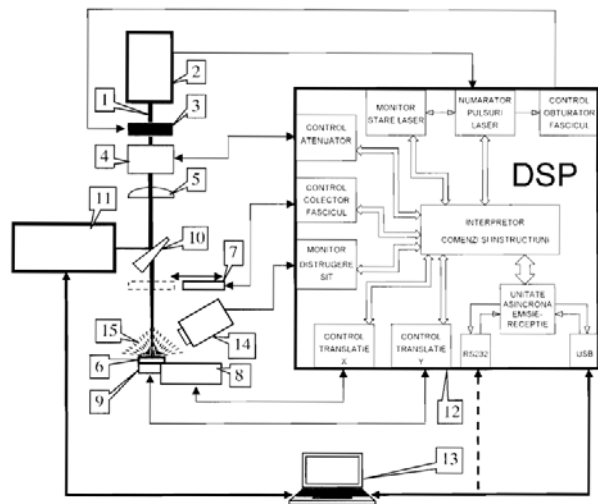 2
1
3
4
5
11
10
7
15
14
6
9
8
12
13
MONITOR
STARE LASER
NUMARATOR
PULSURI
LASER
CONTROL
OBTURATOR
FASCICUL
CONTROL
ATENUATOR
DSP
CONTROL
COLECTOR
FASCICUL
INTERPRETOR
COMENZI SI INSTRUCTIUNI
MONITOR
DISTRUGERE
SIT
UNITATE
ASINCRONA
EMISIE-
RECEPTIE
CONTROL
TRANSLATIE
X
CONTROL
TRANSLATIE
Y
RS232
USB